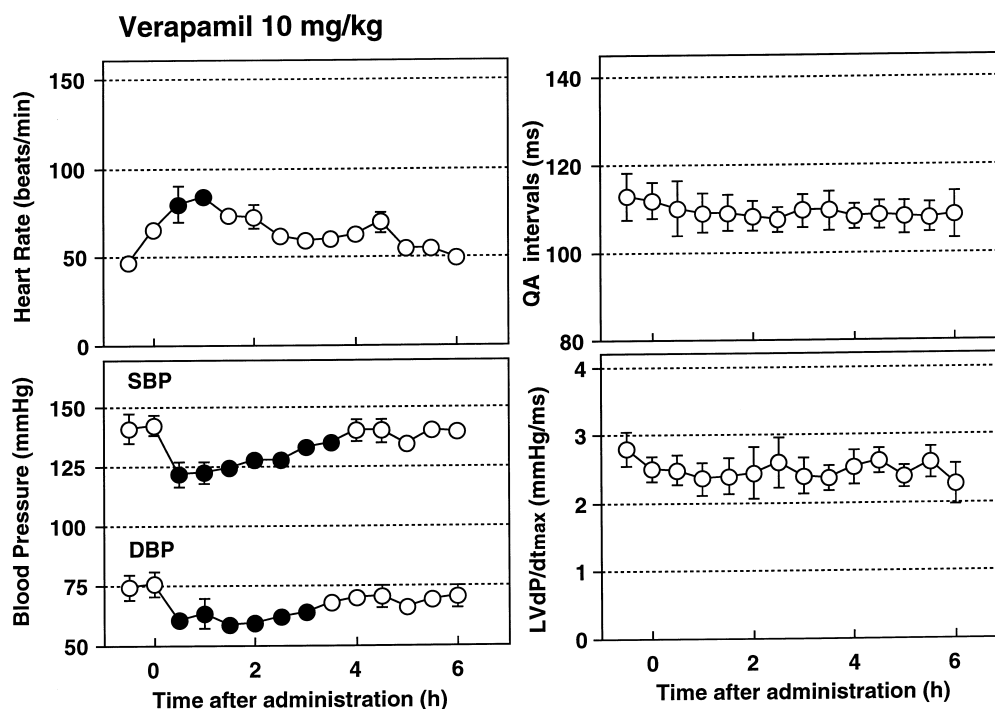 Verapamil 10 mg/kg
Heart Rate (beats/min)
150
100
50
0
QA intervals (ms)
140
120
100
80
Blood Pressure (mmHg)
SBP
DBP
150
125
100
75
50
0 2 4 6
Time after administration (h)
LVdP/dtmax (mmHg/ms)
4
3
2
1
0
0 2 4 6
Time after administration (h)